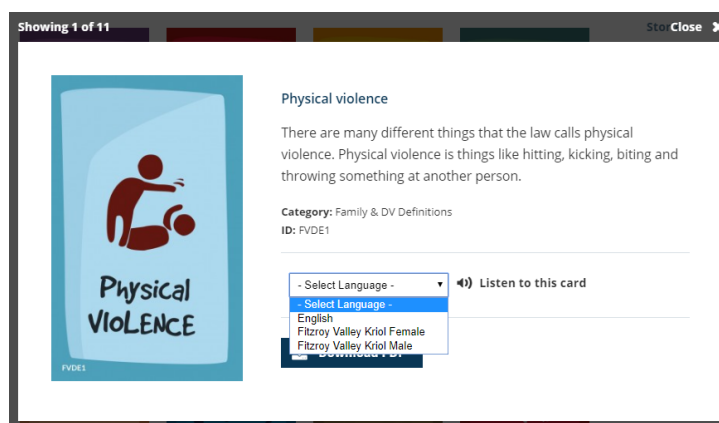 Showing 1 of 11
Stor
Close ✖
Physical violence
There are many different things that the law calls physical
violence. Physical violence is things like hitting, kicking, biting and
throwing something at another person.
Category: Family & DV Definitions
ID: FVDE1
- Select Language -
Listen to this card
- Select Language -
English
Fitzroy Valley Kriol Female
Fitzroy Valley Kriol Male
Download PDF
Physical
VIOLENCE
FVDE1